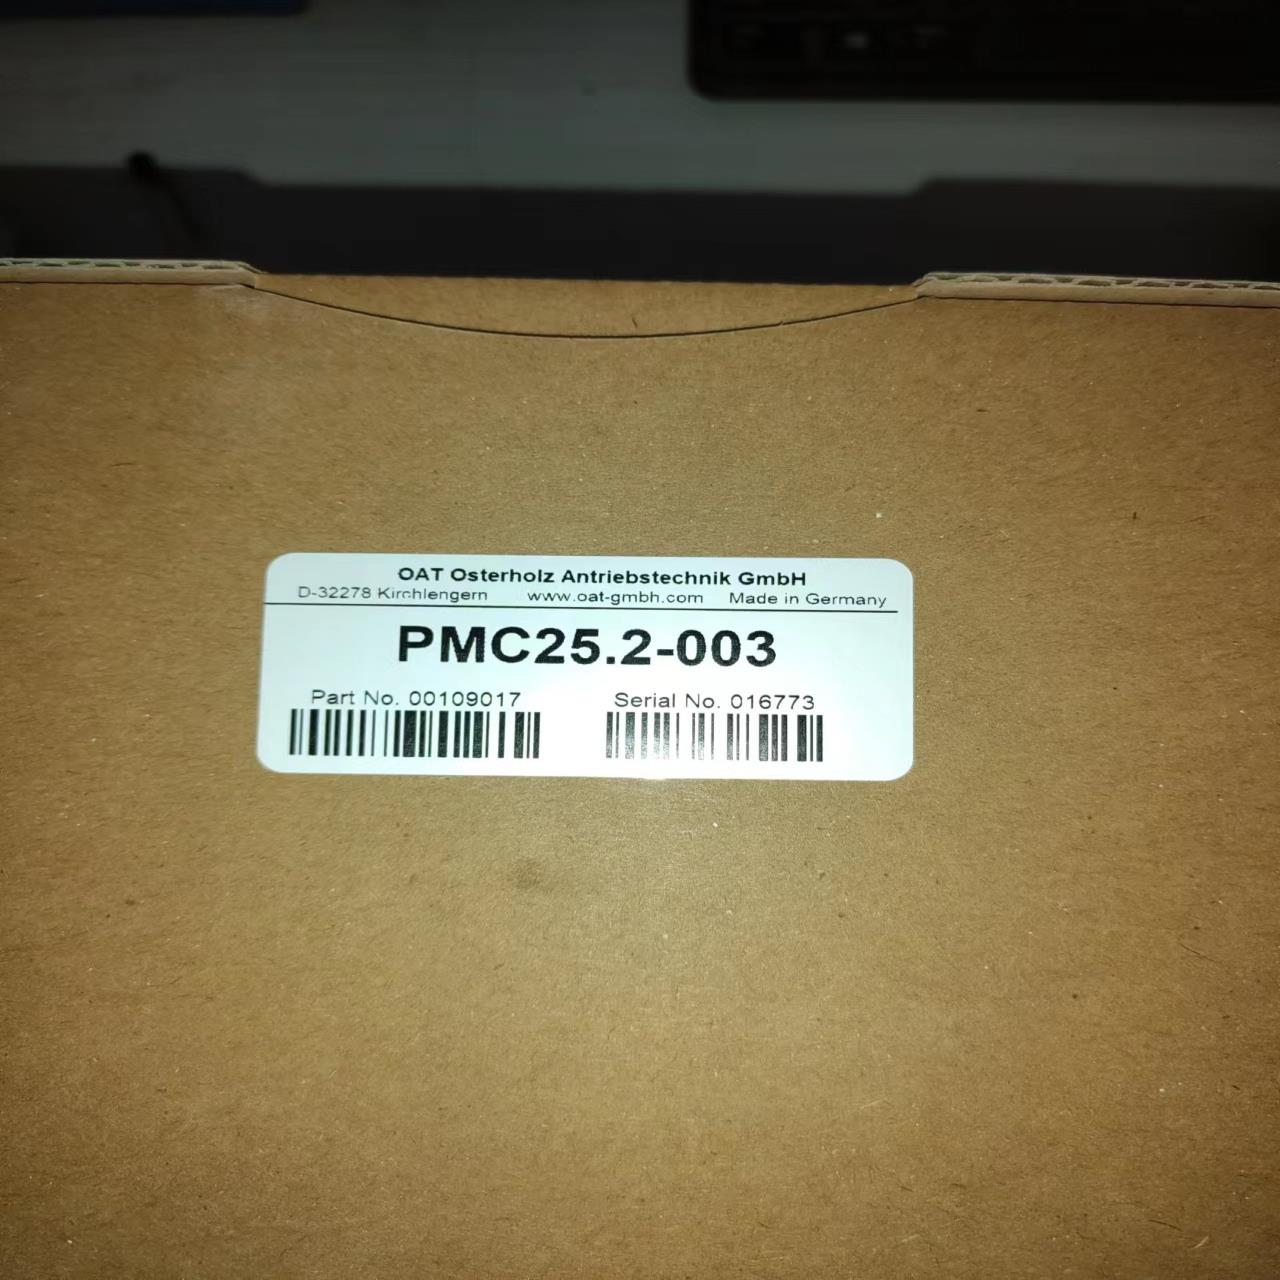 OAT Osterholz Antriebstechnik GmbH
D-32278 Kirchlengern www.oat-gmbh.com Made in Germany
PMC25.2-003
Part No. 00109017 Serial No. 016773